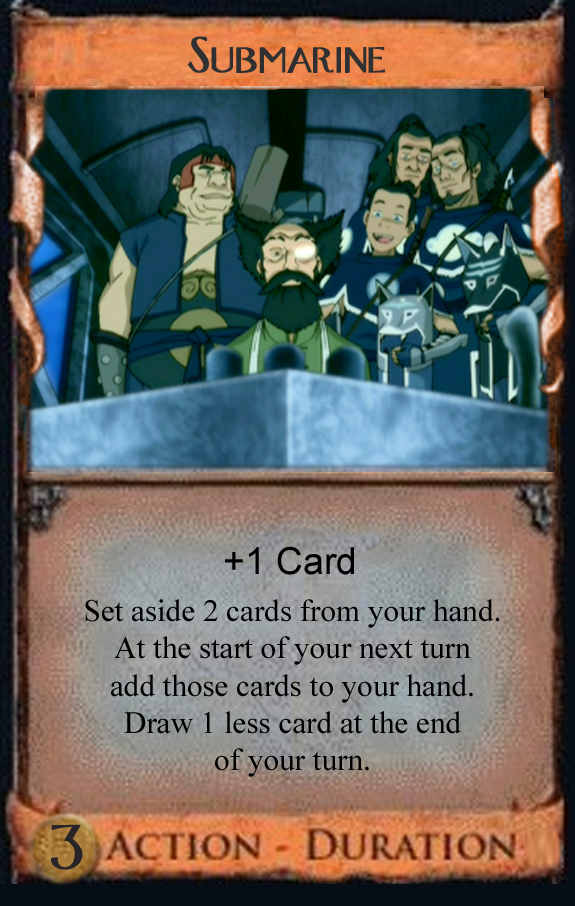 Submarine
+1 Card
Set aside 2 cards from your hand.
At the start of your next turn
add those cards to your hand.
Draw 1 less card at the end
of your turn.
3 Action - Duration